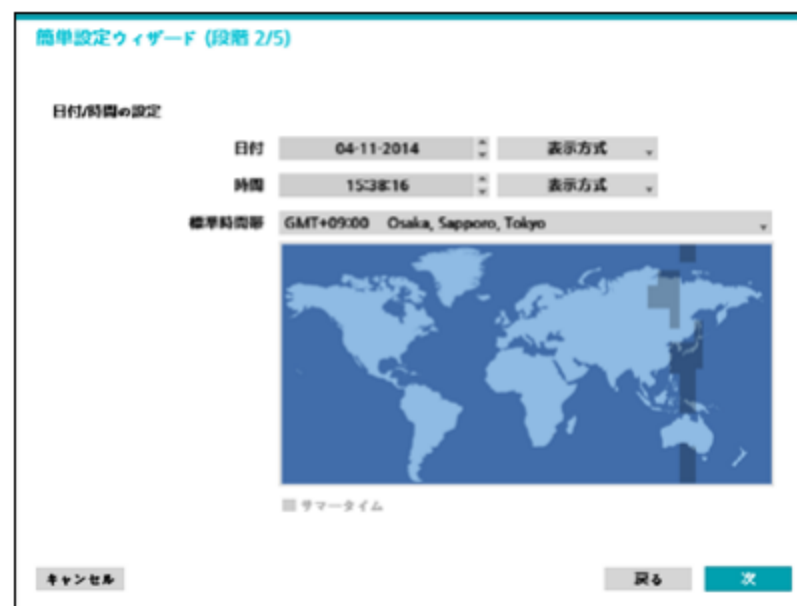 簡単設定ウィザード (段階 2/5)
日付/時間の設定
日付 04-11-2014 表示方式
時間 15:38:16 表示方式
標準時間帯 GMT+09:00 Osaka, Sapporo, Tokyo
サマータイム
キャンセル 戻る 次